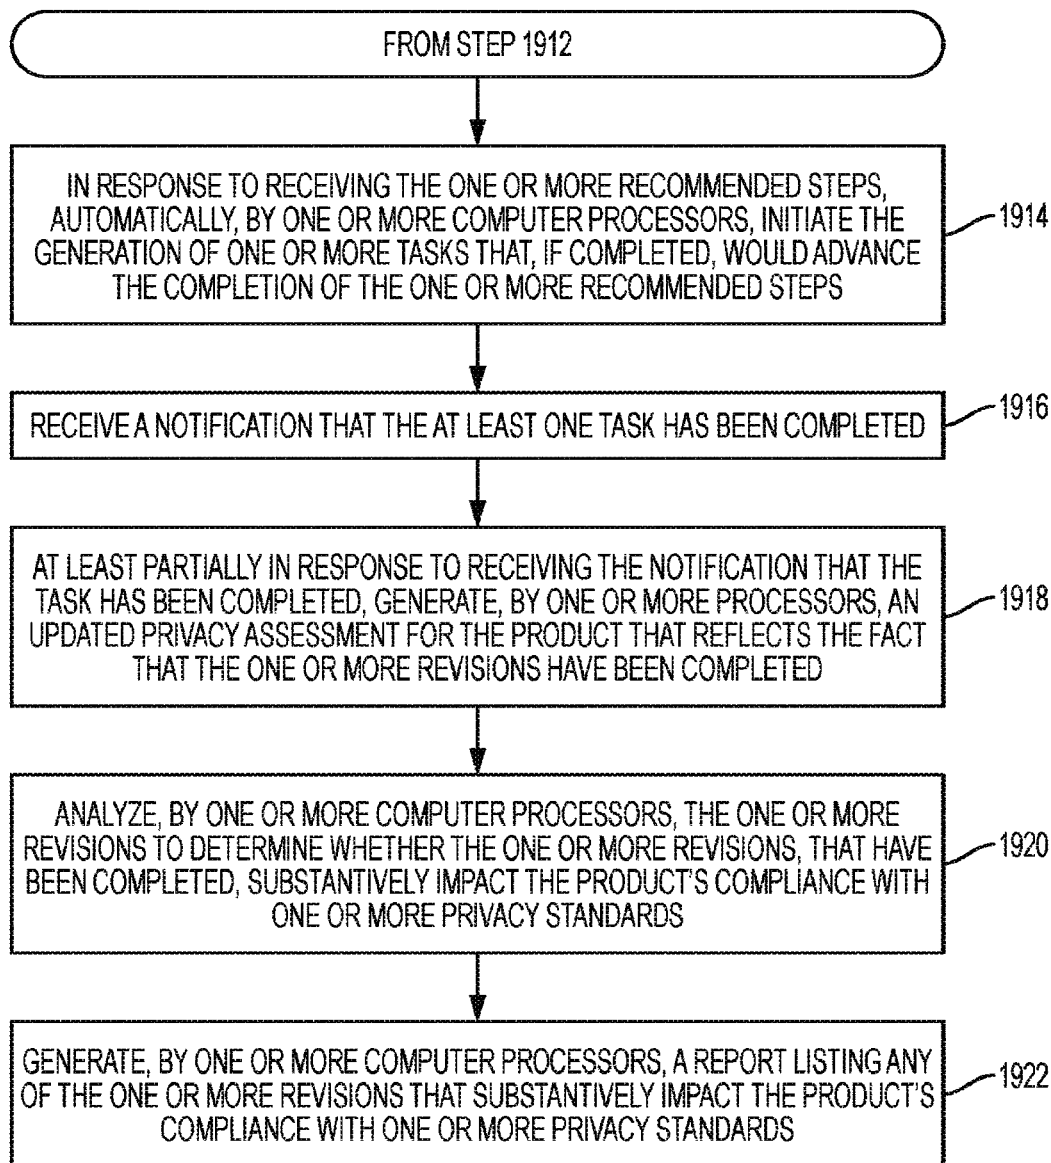 FROM STEP 1912
IN RESPONSE TO RECEIVING THE ONE OR MORE RECOMMENDED STEPS,
AUTOMATICALLY, BY ONE OR MORE COMPUTER PROCESSORS, INITIATE THE
GENERATION OF ONE OR MORE TASKS THAT, IF COMPLETED, WOULD ADVANCE
THE COMPLETION OF THE ONE OR MORE RECOMMENDED STEPS
1914
RECEIVE A NOTIFICATION THAT THE AT LEAST ONE TASK HAS BEEN COMPLETED
1916
AT LEAST PARTIALLY IN RESPONSE TO RECEIVING THE NOTIFICATION THAT THE
TASK HAS BEEN COMPLETED, GENERATE, BY ONE OR MORE PROCESSORS, AN
UPDATED PRIVACY ASSESSMENT FOR THE PRODUCT THAT REFLECTS THE FACT
THAT THE ONE OR MORE REVISIONS HAVE BEEN COMPLETED
1918
ANALYZE, BY ONE OR MORE COMPUTER PROCESSORS, THE ONE OR MORE
REVISIONS TO DETERMINE WHETHER THE ONE OR MORE REVISIONS, THAT HAVE
BEEN COMPLETED, SUBSTANTIVELY IMPACT THE PRODUCT'S COMPLIANCE WITH
ONE OR MORE PRIVACY STANDARDS
1920
GENERATE, BY ONE OR MORE COMPUTER PROCESSORS, A REPORT LISTING ANY
OF THE ONE OR MORE REVISIONS THAT SUBSTANTIVELY IMPACT THE PRODUCT'S
COMPLIANCE WITH ONE OR MORE PRIVACY STANDARDS
1922